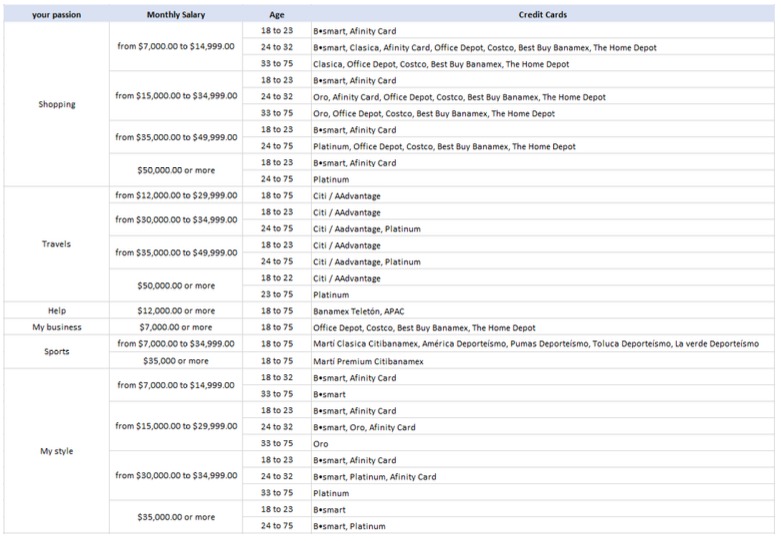 your passion Monthly Salary Age Credit Cards
18 to 23 B•smart, Afinity Card
from $7,000.00 to $14,999.00 24 to 32 B•smart, Clasica, Afinity Card, Office Depot, Costco, Best Buy Banamex, The Home Depot
33 to 75 Clasica, Office Depot, Costco, Best Buy Banamex, The Home Depot
18 to 23 B•smart, Afinity Card
Shopping from $15,000.00 to $34,999.00 24 to 32 Oro, Afinity Card, Office Depot, Costco, Best Buy Banamex, The Home Depot
33 to 75 Oro, Office Depot, Costco, Best Buy Banamex, The Home Depot
from $35,000.00 to $49,999.00 18 to 23 B•smart, Afinity Card
24 to 75 Platinum, Office Depot, Costco, Best Buy Banamex, The Home Depot
$50,000.00 or more 18 to 23 B•smart, Afinity Card
24 to 75 Platinum
from $12,000.00 to $29,999.00 18 to 75 Citi / AAdvantage
from $30,000.00 to $34,999.00 18 to 23 Citi / AAdvantage
24 to 75 Citi / Aadvantage, Platinum
Travels from $35,000.00 to $49,999.00 18 to 23 Citi / AAdvantage
24 to 75 Citi / Aadvantage, Platinum
$50,000.00 or more 18 to 22 Citi / AAdvantage
23 to 75 Platinum
Help $12,000.00 or more 18 to 75 Banamex Teletón, APAC
My business $7,000.00 or more 18 to 75 Office Depot, Costco, Best Buy Banamex, The Home Depot
Sports from $7,000.00 to $34,999.00 18 to 75 Martí Clasica Citibanamex, América Deporteísmo, Pumas Deporteísmo, Toluca Deporteísmo, La verde Deporteísmo
$35,000 or more 18 to 75 Martí Premium Citibanamex
from $7,000.00 to $14,999.00 18 to 32 B•smart, Afinity Card
33 to 75 B•smart
18 to 23 B•smart, Afinity Card
from $15,000.00 to $29,999.00 24 to 32 B•smart, Oro, Afinity Card
My style 33 to 75 Oro
18 to 23 B•smart, Afinity Card
from $30,000.00 to $34,999.00 24 to 32 B•smart, Platinum, Afinity Card
33 to 75 Platinum
$35,000.00 or more 18 to 23 B•smart
24 to 75 B•smart, Platinum